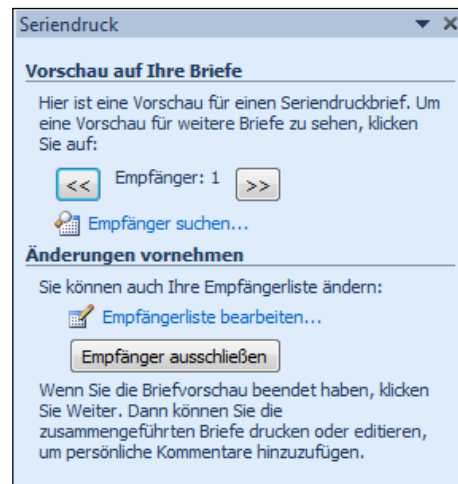 Seriendruck
Vorschau auf Ihre Briefe
Hier ist eine Vorschau für einen Seriendruckbrief. Um
eine Vorschau für weitere Briefe zu sehen, klicken
Sie auf:
<< Empfänger: 1 >>
Empfänger suchen...
Änderungen vornehmen
Sie können auch Ihre Empfängerliste ändern:
Empfängerliste bearbeiten...
Empfänger ausschließen
Wenn Sie die Briefvorschau beendet haben, klicken
Sie Weiter. Dann können Sie die
zusammengeführten Briefe drucken oder editieren,
um persönliche Kommentare hinzuzufügen.